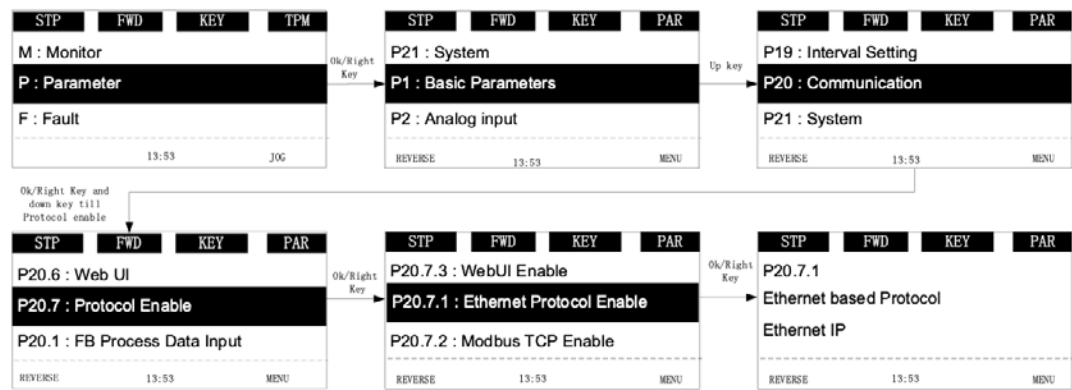 STP FWD KEY TPM
M : Monitor
P : Parameter
F : Fault
13:53 JOG
Ok/Right
Key
STP FWD KEY PAR
P21 : System
P1 : Basic Parameters
P2 : Analog input
REVERSE 13:53 MENU
Up key
STP FWD KEY PAR
P19 : Interval Setting
P20 : Communication
P21 : System
REVERSE 13:53 MENU
Ok/Right Key and
down key till
Protocol enable
STP FWD KEY PAR
P20.6 : Web UI
P20.7 : Protocol Enable
P20.1 : FB Process Data Input
REVERSE 13:53 MENU
Ok/Right
Key
STP FWD KEY PAR
P20.7.3 : WebUI Enable
P20.7.1 : Ethernet Protocol Enable
P20.7.2 : Modbus TCP Enable
REVERSE 13:53 MENU
Ok/Right
Key
STP FWD KEY PAR
P20.7.1
Ethernet based Protocol
Ethernet IP
REVERSE 13:53 MENU